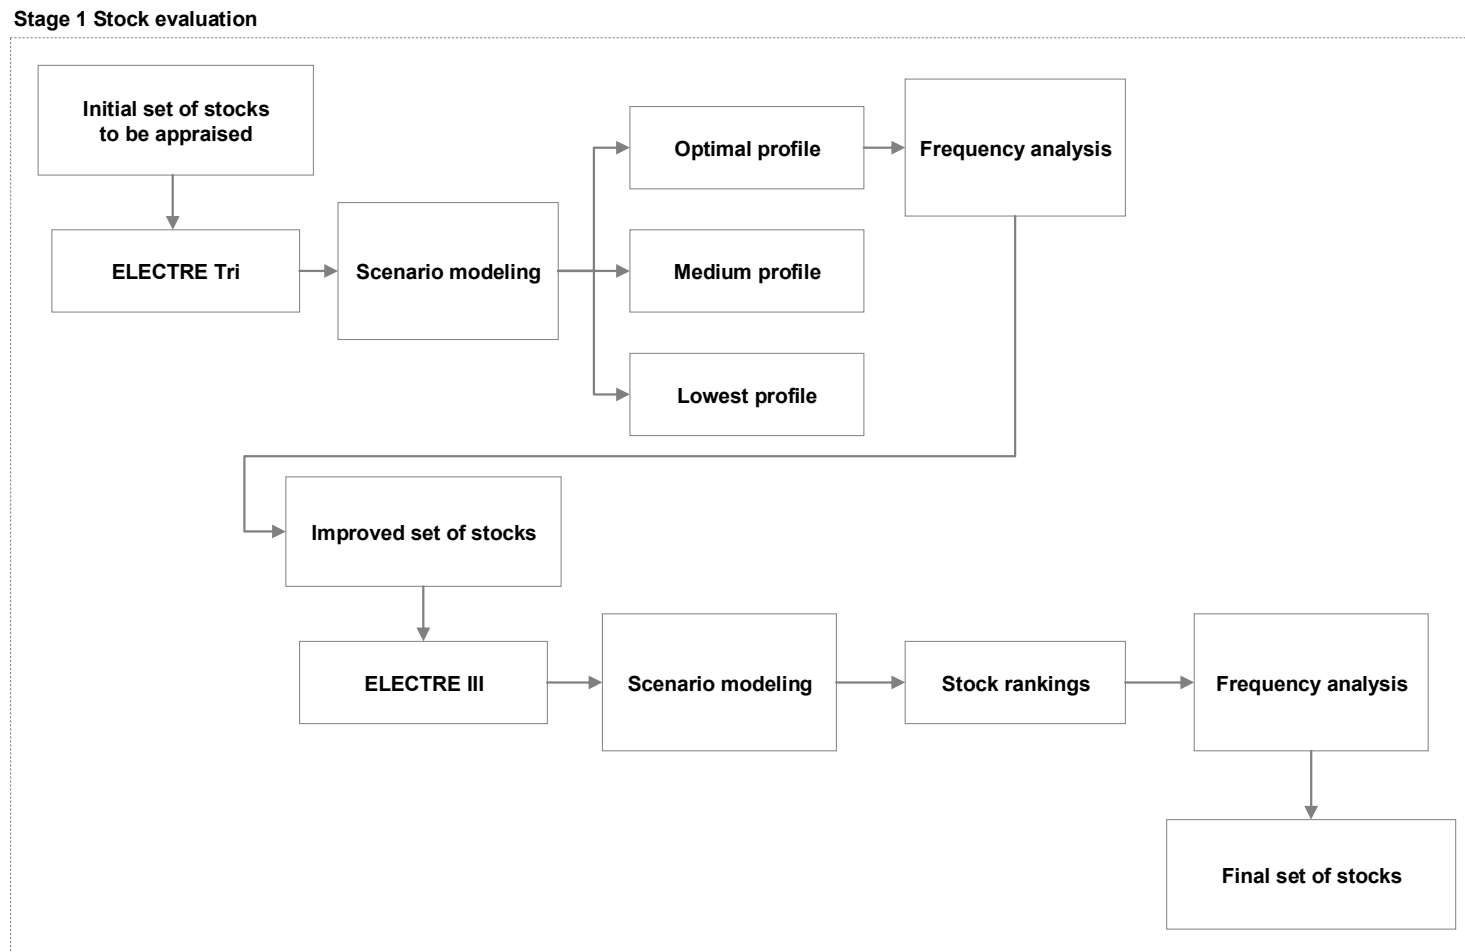 Stage 1 Stock evaluation
Initial set of stocks
to be appraised
ELECTRE Tri
Scenario modeling
Optimal profile
Frequency analysis
Medium profile
Lowest profile
Improved set of stocks
ELECTRE III
Scenario modeling
Stock rankings
Frequency analysis
Final set of stocks